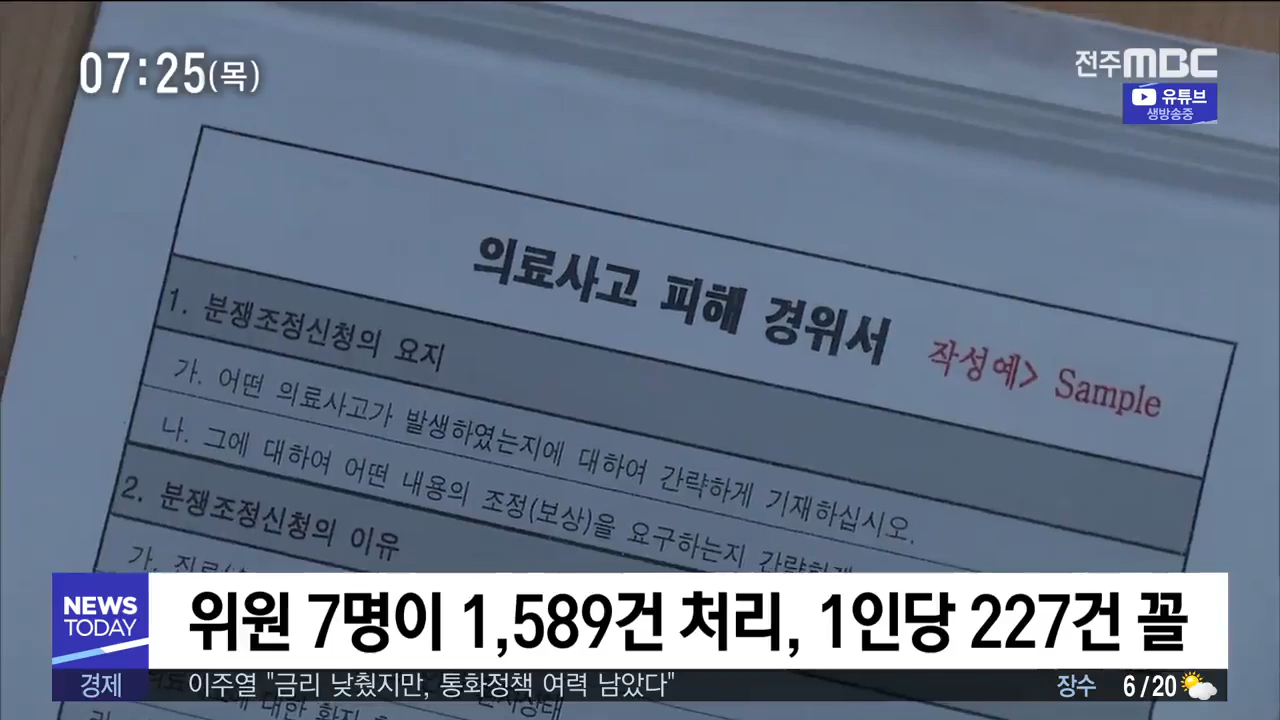 07:25(목)
전주MBC
유튜브
생방송중
의료사고 피해 경위서 작성예> Sample
1. 분쟁조정신청의 요지
가. 어떤 의료사고가 발생하였는지에 대하여 간략하게 기재하십시오.
나. 그에 대하여 어떤 내용의 조정(보상)을 요구하는지 간략하게
2. 분쟁조정신청의 이유
가.
NEWS
TODAY
위원 7명이 1,589건 처리, 1인당 227건 꼴
경제
이주열 "금리 낮췄지만, 통화정책 여력 남았다"
장수 6/20